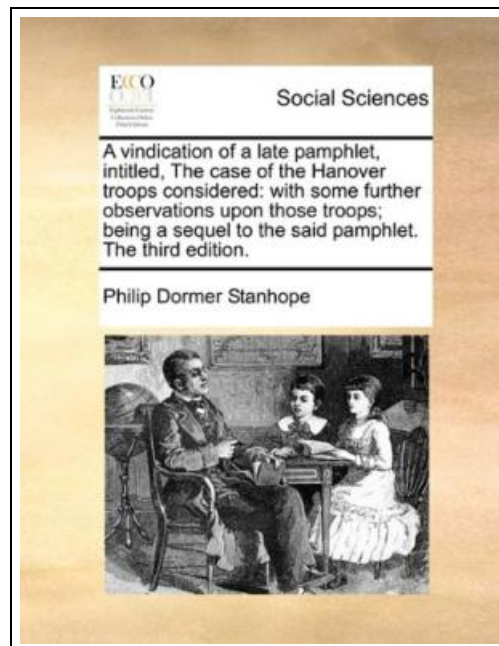 ECCO
Social Sciences
A vindication of a late pamphlet,
intitled, The case of the Hanover
troops considered: with some further
observations upon those troops;
being a sequel to the said pamphlet.
The third edition.
Philip Dormer Stanhope